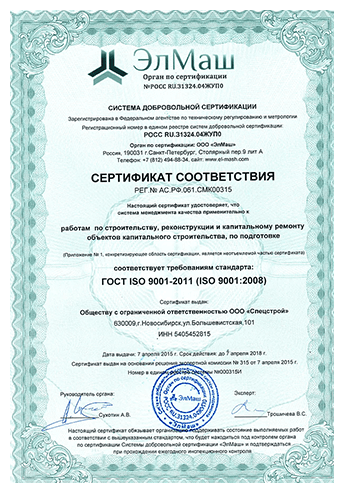 ЭлМаш
Орган по сертификации
№РОСС RU.31324.04ЖУП0
СИСТЕМА ДОБРОВОЛЬНОЙ СЕРТИФИКАЦИИ
Зарегистрирована в Федеральном агентстве по техническому регулированию и метрологии
Регистрационный номер в едином реестре систем добровольной сертификации:
РОСС RU.31324.04ЖУП0
Орган по сертификации: ООО «ЭлМаш»
Россия, 190031 г.Санкт-Петербург, Столярный пер.9 лит А
Телефон: +7 (812) 494-88-34, сайт: www.el-mash.com
СЕРТИФИКАТ СООТВЕТСТВИЯ
РЕГ.№ АС.РФ.061.СМК00315
Настоящий сертификат удостоверяет, что
система менеджмента качества применительно к
работам по строительству, реконструкции и капитальному ремонту
объектов капитального строительства, по подготовке
(Приложение № 1, конкретизирующее область сертификации, является неотъемлемой частью сертификата)
соответствует требованиям стандарта:
ГОСТ ISO 9001-2011 (ISO 9001:2008)
Сертификат выдан:
Обществу с ограниченной ответственностью ООО «Спецстрой»
630009,г.Новосибирск,ул.Большевистская,101
ИНН 5405452815
Дата выдачи: 7 апреля 2015 г. Срок действия: до 7 апреля 2018 г.
Сертификат выдан на основании решения экспертной комиссии № 315 от 7 апреля 2015 г.
Номер в едином реестре системы №000315И
Руководитель органа:
Эксперт:
Сухотин А.В.
ЭлМаш
Трошичева В.С.
Настоящий сертификат обязывает организацию поддерживать состояние выполняемых работ
в соответствии с вышеуказанным стандартом, что будет находиться под контролем органа
по сертификации Системы добровольной сертификации «ЭлМаш» и подтверждаться
при прохождении ежегодного инспекционного контроля